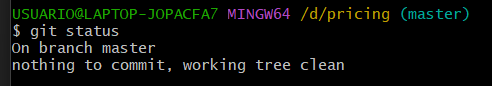 USUARIO@LAPTOP-JOPACFA7 MINGW64 /d/pricing (master)
$ git status
On branch master
nothing to commit, working tree clean